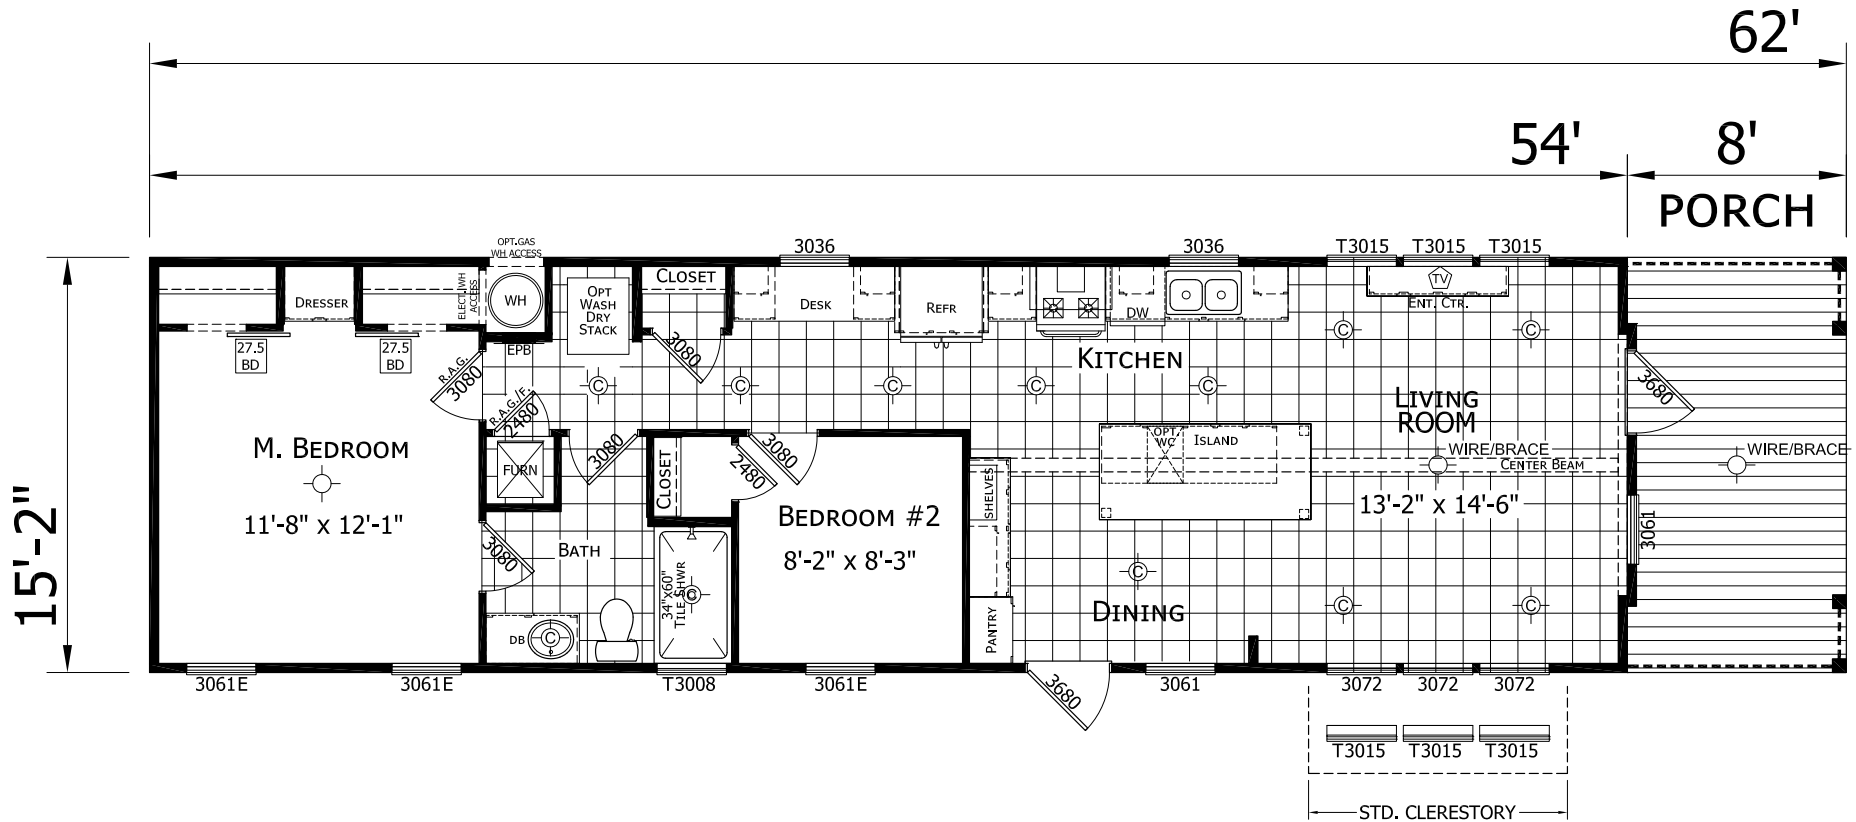 62'
54'
8'
PORCH
15'-2"
OPT.GAS
WH ACCESS
3036
3036
T3015
T3015
T3015
DRESSER
ELECT.WH
ACCESS
WH
OPT
WASH
DRY
STACK
CLOSET
DESK
REFR
DW
TV
ENT. CTR.
27.5
BD
27.5
BD
EPB
R.A.G.
3080
3080
KITCHEN
C
C
C
C
C
C
C
3680
LIVING
ROOM
R.A.G./F.
2480
M. BEDROOM
FURN
3080
CLOSET
2480
3080
OPT.
WC
ISLAND
WIRE/BRACE
CENTER BEAM
WIRE/BRACE
SHELVES
11'-8" x 12'-1"
BEDROOM #2
13'-2" x 14'-6"
3061
3080
BATH
8'-2" x 8'-3"
34"x60"
TILE SHWR
C
C
C
C
DINING
DB
C
PANTRY
3061E
3061E
T3008
3061E
3680
3061
3072
3072
3072
T3015
T3015
T3015
STD. CLERESTORY